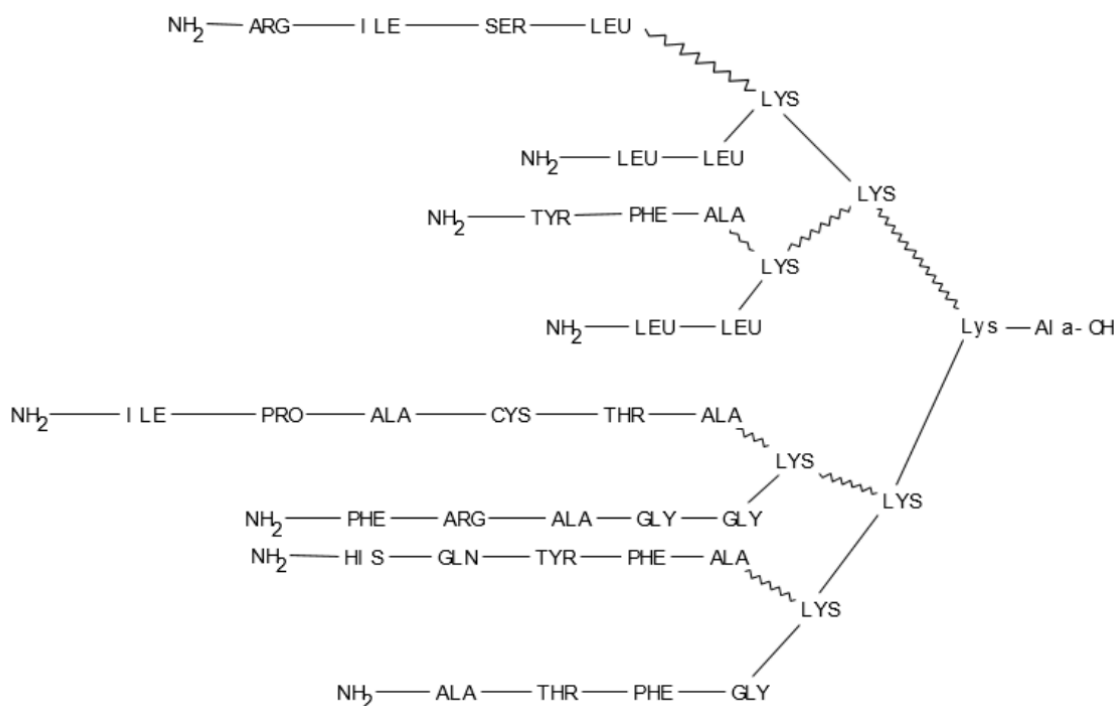 NH2 ARG ILE SER LEU
LYS
NH2 LEU LEU
LYS
NH2 TYR PHE ALA
LYS
NH2 LEU LEU
Lys Ala-CH
NH2 ILE PRO ALA CYS THR ALA
LYS
LYS
NH2 PHE ARG ALA GLY GLY
NH2 HIS GLN TYR PHE ALA
LYS
NH2 ALA THR PHE GLY